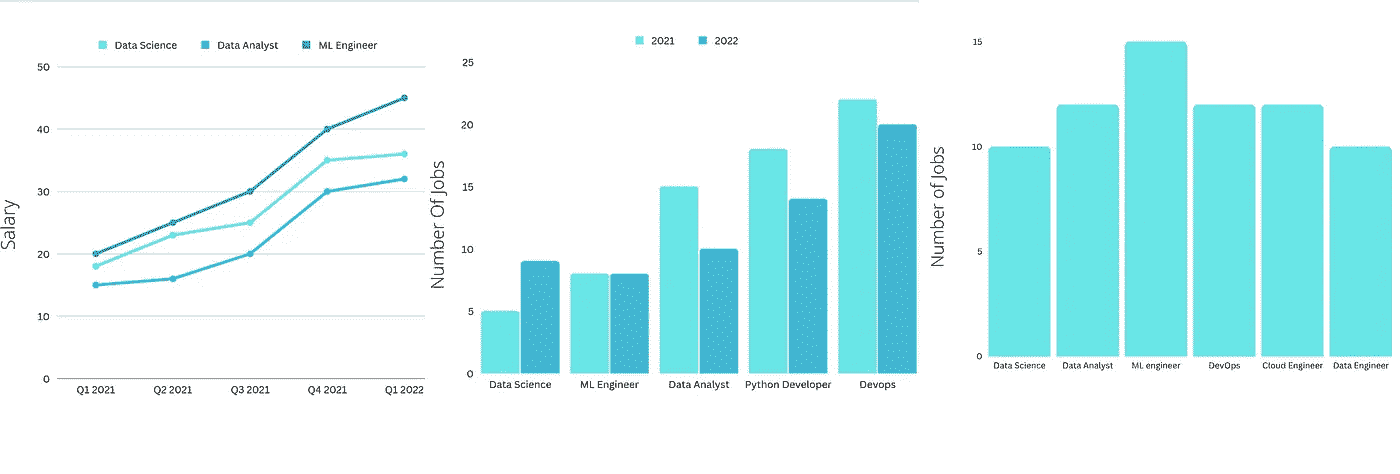 Data Science Data Analyst ML Engineer
50
40
30
20
10
0
Salary
Q1 2021 Q2 2021 Q3 2021 Q4 2021 Q1 2022
2021 2022
25
20
15
10
5
0
Number Of Jobs
Data Science ML Engineer Data Analyst Python Developer Devops
15
10
5
0
Number of Jobs
Data Science Data Analyst ML engineer DevOps Cloud Engineer Data Engineer